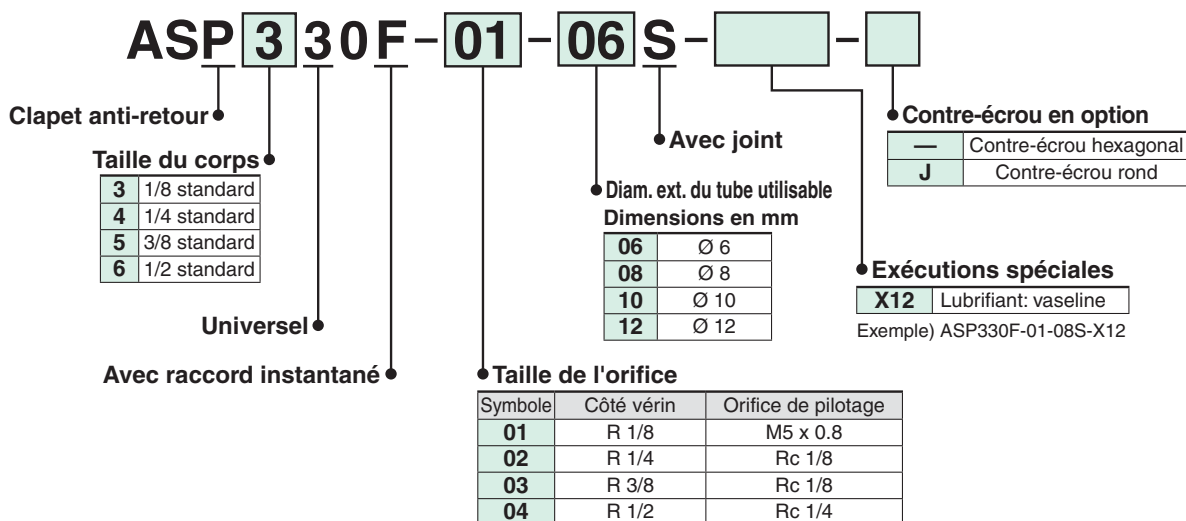 ASP330F-01-06S- -
Clapet anti-retour
Taille du corps
3 1/8 standard
4 1/4 standard
5 3/8 standard
6 1/2 standard
Universel
Avec raccord instantané
Avec joint
Diam. ext. du tube utilisable
Dimensions en mm
06 Ø 6
08 Ø 8
10 Ø 10
12 Ø 12
Taille de l'orifice
Symbole Côté vérin Orifice de pilotage
01 R 1/8 M5 x 0.8
02 R 1/4 Rc 1/8
03 R 3/8 Rc 1/8
04 R 1/2 Rc 1/4
Contre-écrou en option
— Contre-écrou hexagonal
J Contre-écrou rond
Exécutions spéciales
X12 Lubrifiant: vaseline
Exemple) ASP330F-01-08S-X12